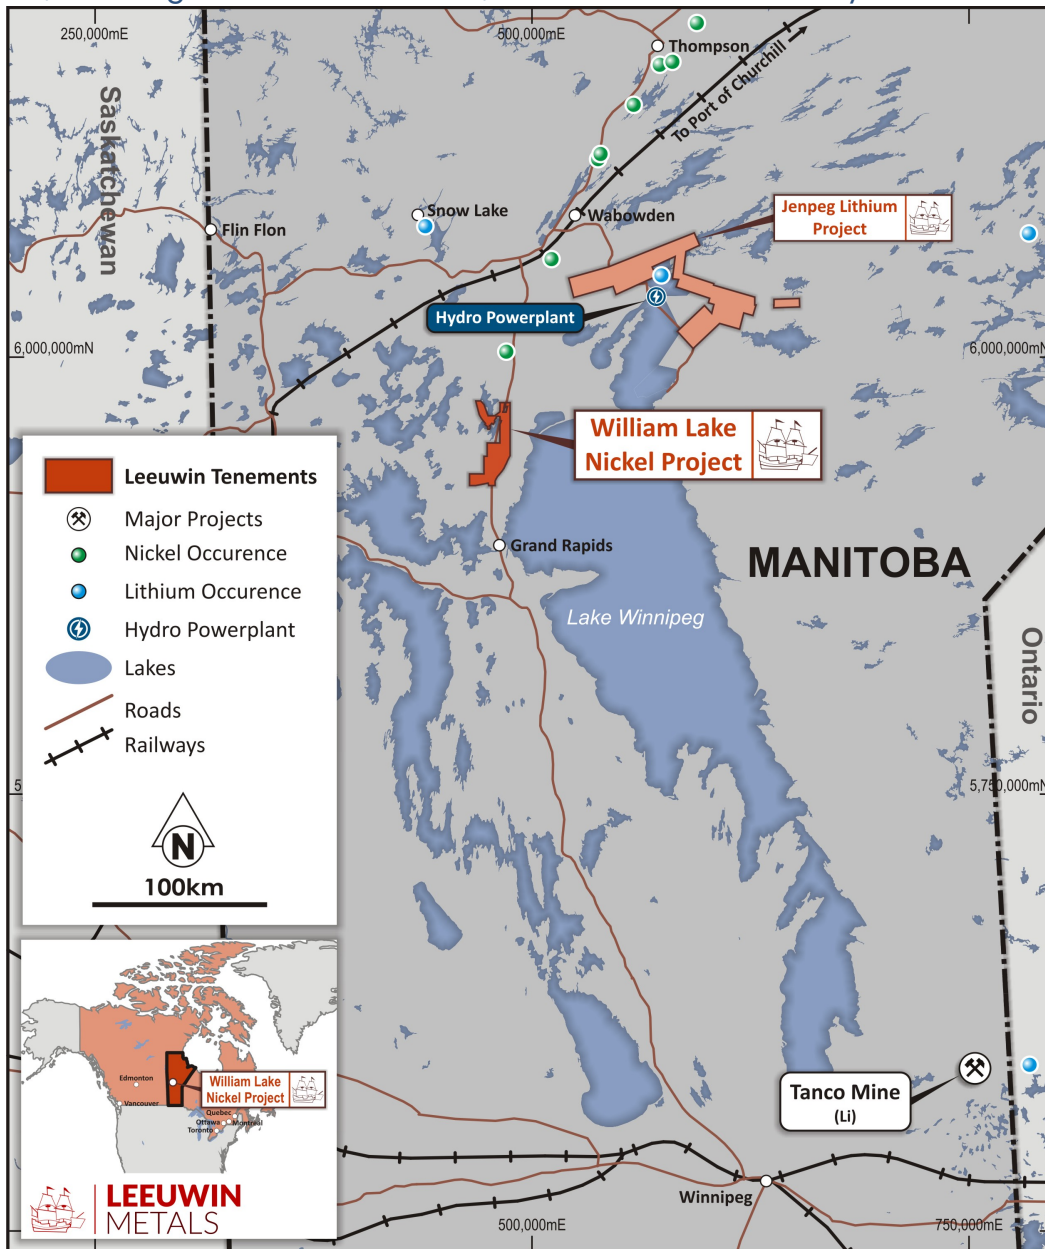 250,000mE
500,000mE
Thompson
To Port of Churchill
Saskatchewan
Snow Lake
Wabowden
Flin Flon
Jenpeg Lithium
Project
Hydro Powerplant
6,000,000mN
6,000,000mN
William Lake
Nickel Project
Leeuwin Tenements
Major Projects
Nickel Occurence
Lithium Occurence
Hydro Powerplant
Lakes
Roads
Railways
N
100km
Grand Rapids
MANITOBA
Lake Winnipeg
Ontario
5,750,000mN
Edmonton
Vancouver
William Lake
Nickel Project
Quebec
Ottawa
Montreal
Toronto
LEEUWIN
METALS
Tanco Mine
(Li)
Winnipeg
500,000mE
750,000mE